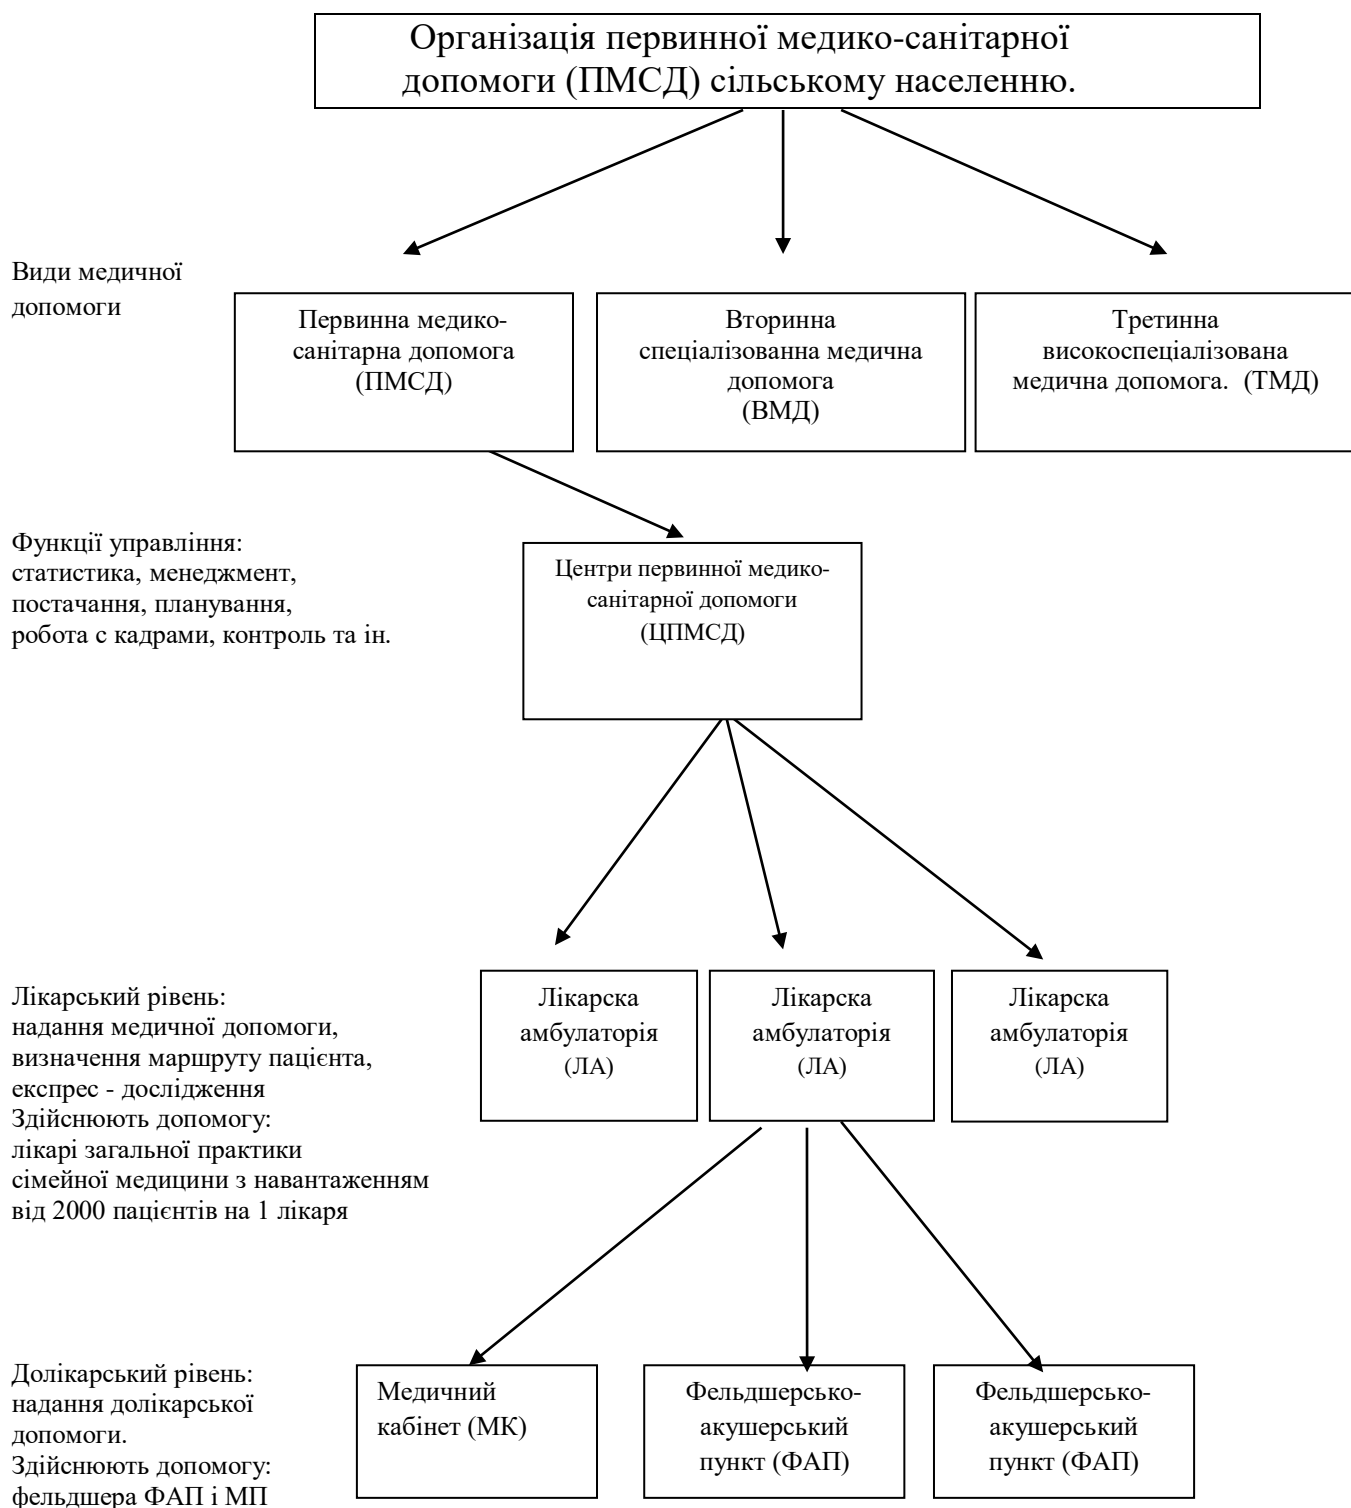 Організація первинної медико-санітарної
допомоги (ПМСД) сільському населенню.
Види медичної
допомоги
Первинна медико-
санітарна допомога
(ПМСД)
Вторинна
спеціалізованна медична
допомога
(ВМД)
Третинна
високоспеціалізована
медична допомога. (ТМД)
Функції управління:
статистика, менеджмент,
постачання, планування,
робота с кадрами, контроль та ін.
Центри первинної медико-
санітарної допомоги
(ЦПМСД)
Лікарський рівень:
надання медичної допомоги,
визначення маршруту пацієнта,
експрес - дослідження
Здійснюють допомогу:
лікарі загальної практики
сімейної медицини з навантаженням
від 2000 пацієнтів на 1 лікаря
Лікарска
амбулаторія
(ЛА)
Лікарска
амбулаторія
(ЛА)
Лікарска
амбулаторія
(ЛА)
Долікарський рівень:
надання долікарської
допомоги.
Здійснюють допомогу:
фельдшера ФАП і МП
Медичний
кабінет (МК)
Фельдшерсько-
акушерський
пункт (ФАП)
Фельдшерсько-
акушерський
пункт (ФАП)